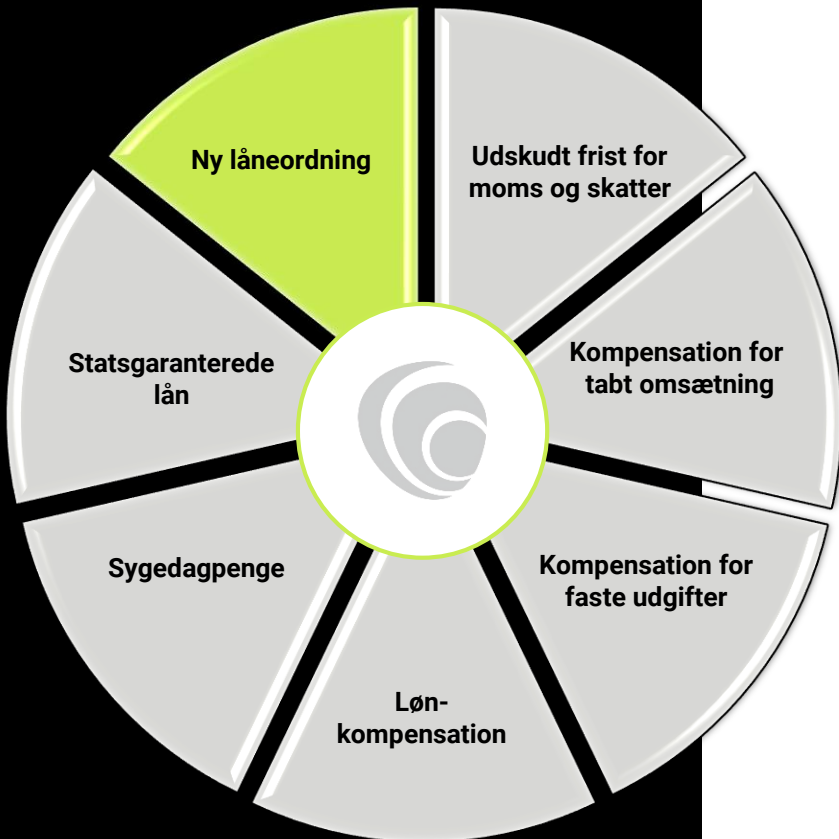 Ny låneordning
Udskudt frist for
moms og skatter
Kompensation for
tabt omsætning
Kompensation for
faste udgifter
Løn-
kompensation
Sygedagpenge
Statsgaranterede
lån